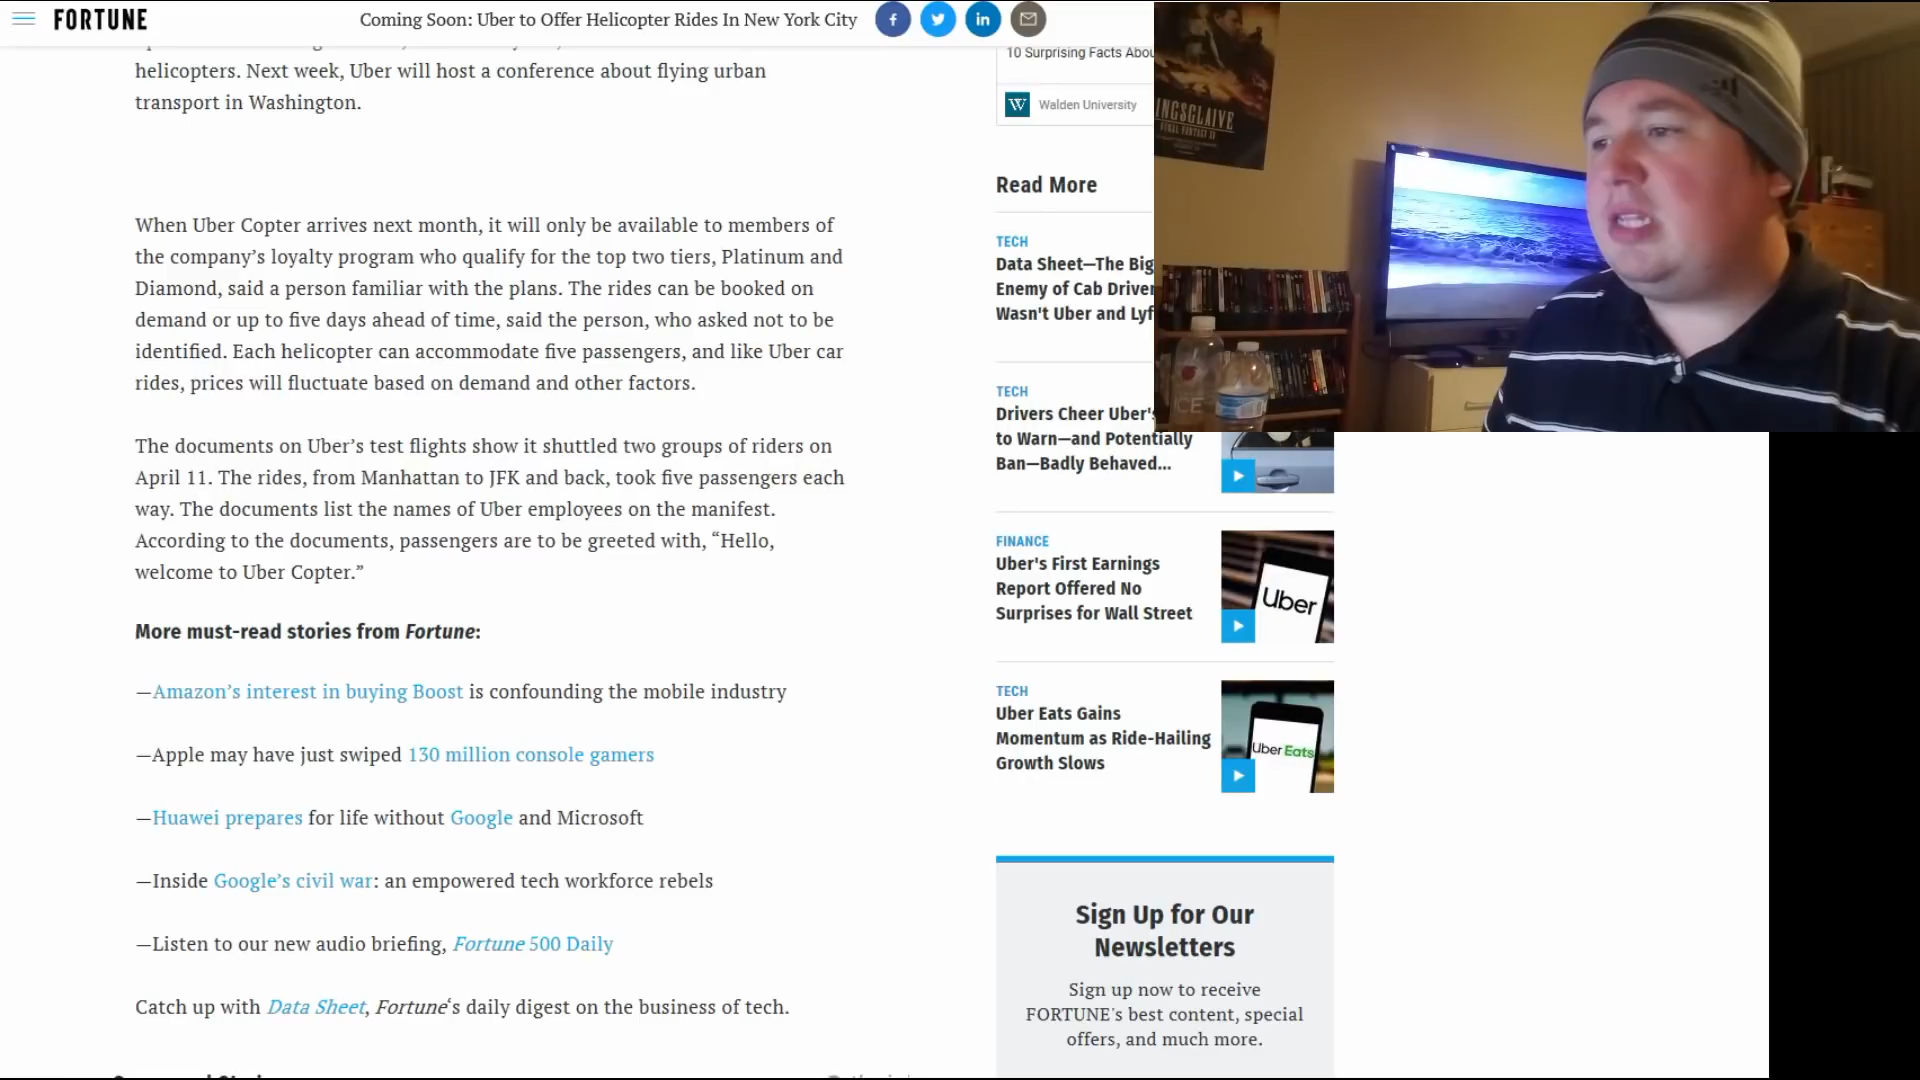 FORTUNE
Coming Soon: Uber to Offer Helicopter Rides In New York City
helicopters. Next week, Uber will host a conference about flying urban
transport in Washington.
When Uber Copter arrives next month, it will only be available to members of
the company’s loyalty program who qualify for the top two tiers, Platinum and
Diamond, said a person familiar with the plans. The rides can be booked on
demand or up to five days ahead of time, said the person, who asked not to be
identified. Each helicopter can accommodate five passengers, and like Uber car
rides, prices will fluctuate based on demand and other factors.
The documents on Uber’s test flights show it shuttled two groups of riders on
April 11. The rides, from Manhattan to JFK and back, took five passengers each
way. The documents list the names of Uber employees on the manifest.
According to the documents, passengers are to be greeted with, “Hello,
welcome to Uber Copter.”
More must-read stories from Fortune:
—Amazon’s interest in buying Boost is confounding the mobile industry
—Apple may have just swiped 130 million console gamers
—Huawei prepares for life without Google and Microsoft
—Inside Google’s civil war: an empowered tech workforce rebels
—Listen to our new audio briefing, Fortune 500 Daily
Catch up with Data Sheet, Fortune‘s daily digest on the business of tech.
10 Surprising Facts Abou
W Walden University
Read More
TECH
Data Sheet—The Big
Enemy of Cab Driver
Wasn't Uber and Lyf
TECH
Drivers Cheer Uber's
to Warn—and Potentially
Ban—Badly Behaved...
FINANCE
Uber's First Earnings
Report Offered No
Surprises for Wall Street
Uber
TECH
Uber Eats Gains
Momentum as Ride-Hailing
Growth Slows
Uber Eats
Sign Up for Our
Newsletters
Sign up now to receive
FORTUNE's best content, special
offers, and much more.
INGSGLAIVE
FINAL FANTASY XV
ICE